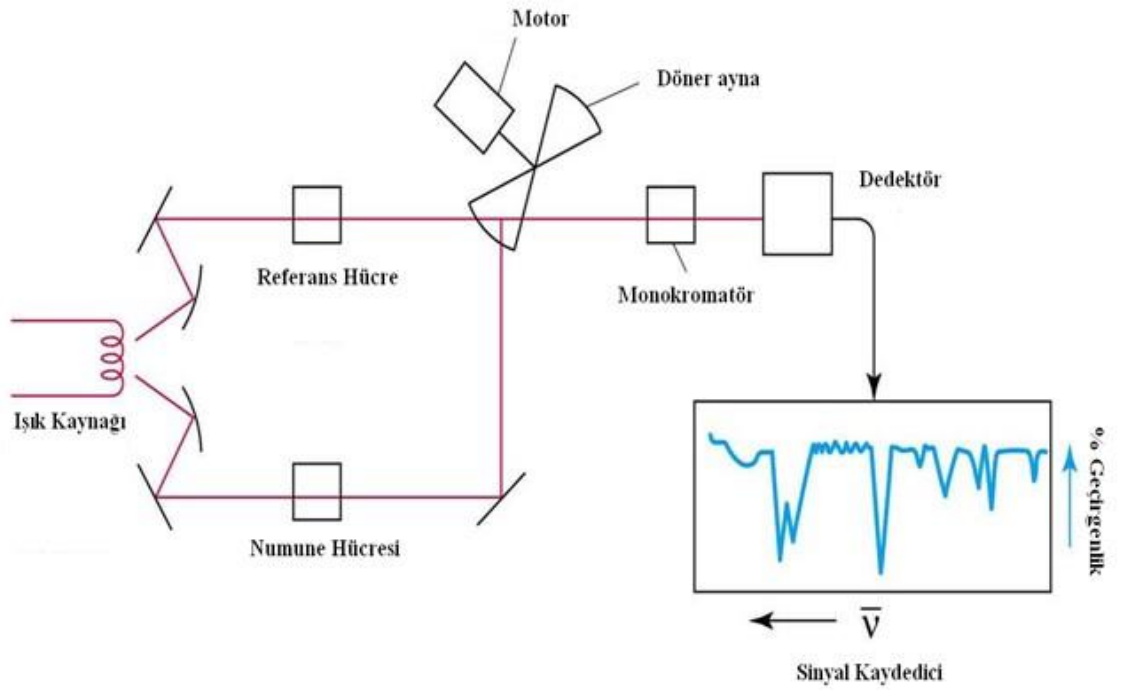 Motor
Döner ayna
Dedektör
Referans Hücre
Monokromatör
Işık Kaynağı
Numune Hücresi
% Geçirgenlik
ν̅
Sinyal Kaydedici